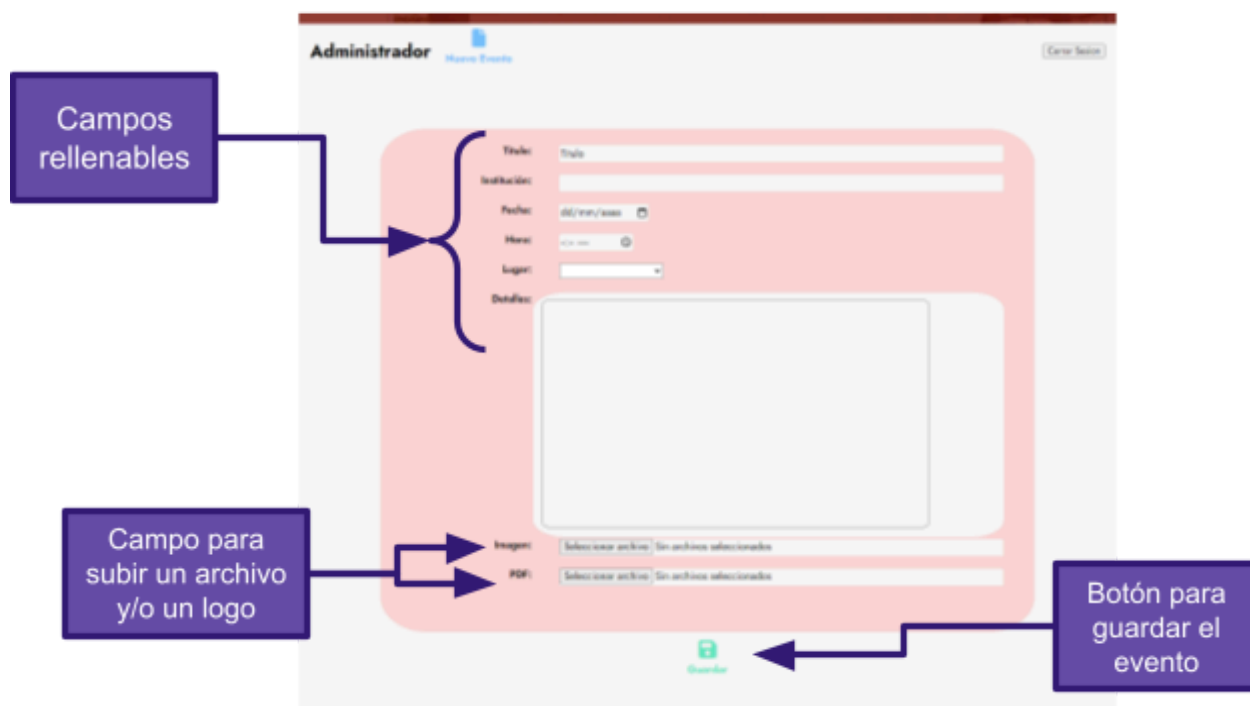 Administrador
Nuevo Evento
Cerrar Sesion
Campos
rellenables
Título: Título
Institución:
Fecha: dd/mm/aaaa
Hora: --:-- ---
Lugar:
Detalles:
Campo para
subir un archivo
y/o un logo
Imagen: Seleccionar archivo Sin archivos seleccionados
PDF: Seleccionar archivo Sin archivos seleccionados
Botón para
guardar el
evento
Guardar